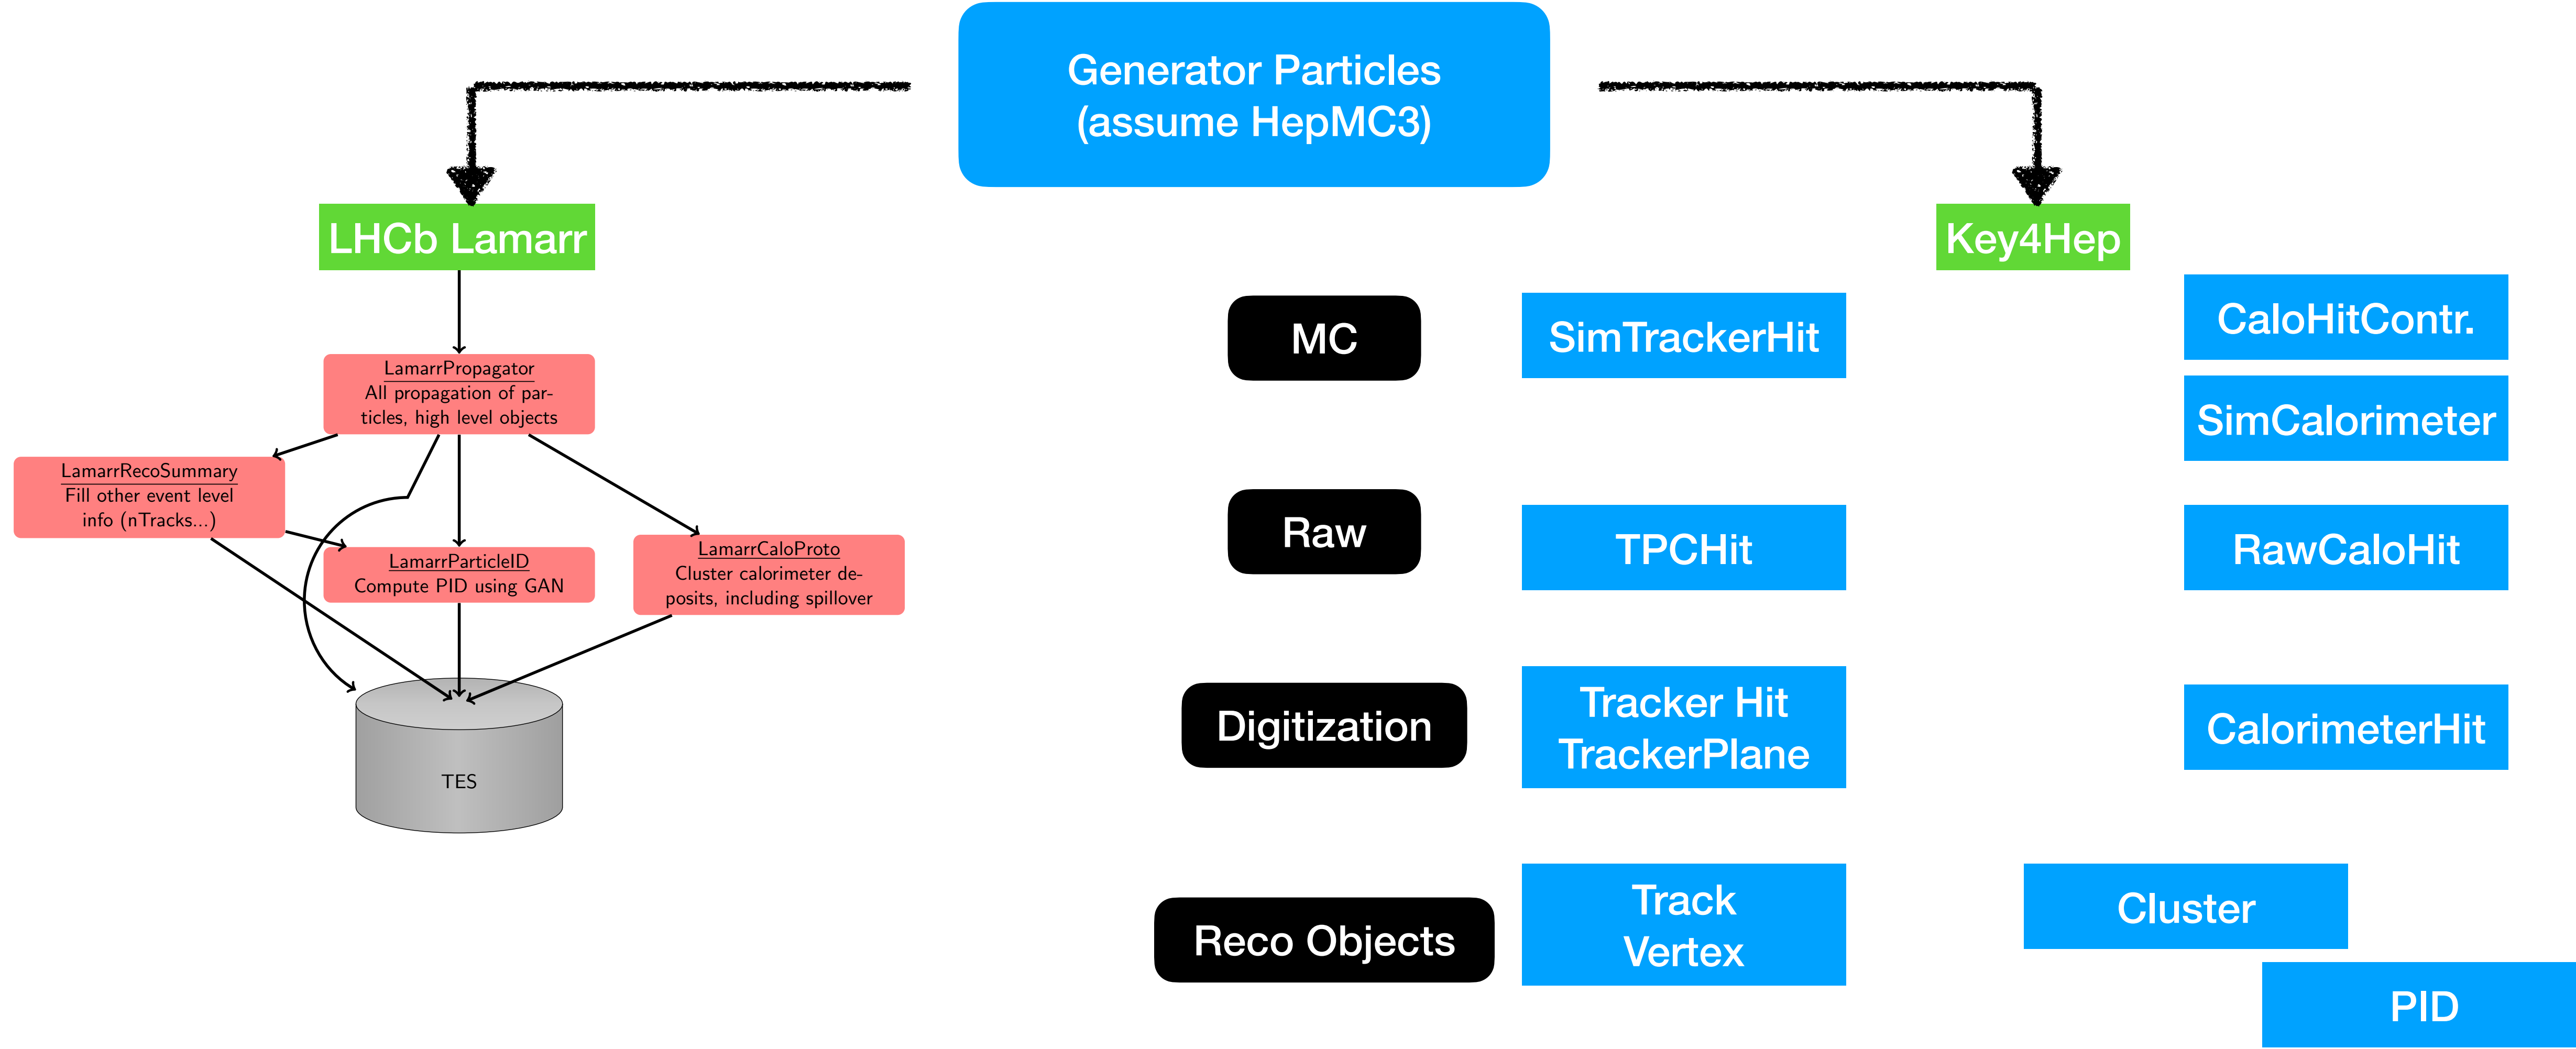 Generator Particles
(assume HepMC3)
LHCb Lamarr
LamarrPropagator
All propagation of par-
ticles, high level objects
LamarrRecoSummary
Fill other event level
info (nTracks...)
LamarrParticleID
Compute PID using GAN
LamarrCaloProto
Cluster calorimeter de-
posits, including spillover
TES
Key4Hep
MC
SimTrackerHit
CaloHitContr.
SimCalorimeter
Raw
TPCHit
RawCaloHit
Digitization
Tracker Hit
TrackerPlane
CalorimeterHit
Reco Objects
Track
Vertex
Cluster
PID